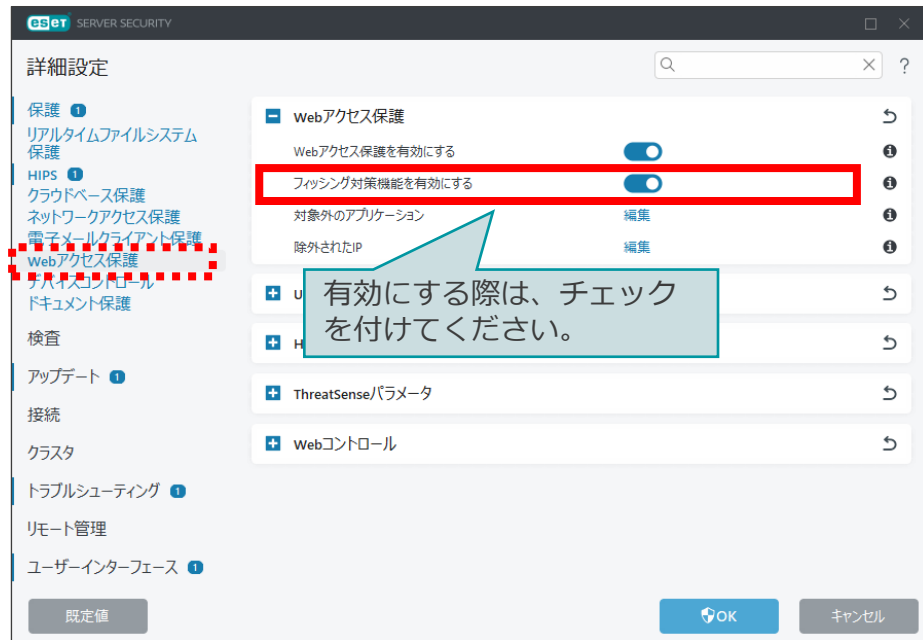 eset SERVER SECURITY
詳細設定
?
保護 1
リアルタイムファイルシステム
保護
HIPS 1
クラウドベース保護
ネットワークアクセス保護
電子メールクライアント保護
Webアクセス保護
デバイスコントロール
ドキュメント保護
検査
アップデート 1
接続
クラスタ
トラブルシューティング 1
リモート管理
ユーザーインターフェース 1
Webアクセス保護
Webアクセス保護を有効にする
フィッシング対策機能を有効にする
対象外のアプリケーション 編集
除外されたIP 編集
有効にする際は、チェック
を付けてください。
U
H
ThreatSenseパラメータ
Webコントロール
既定値
OK
キャンセル